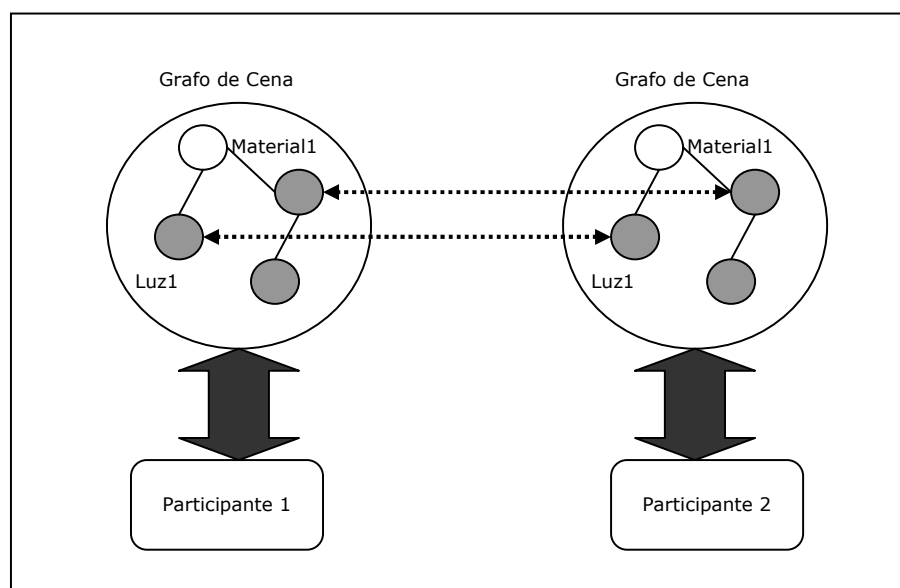 Grafo de Cena
Grafo de Cena
Material1
Material1
Luz1
Luz1
Participante 1
Participante 2